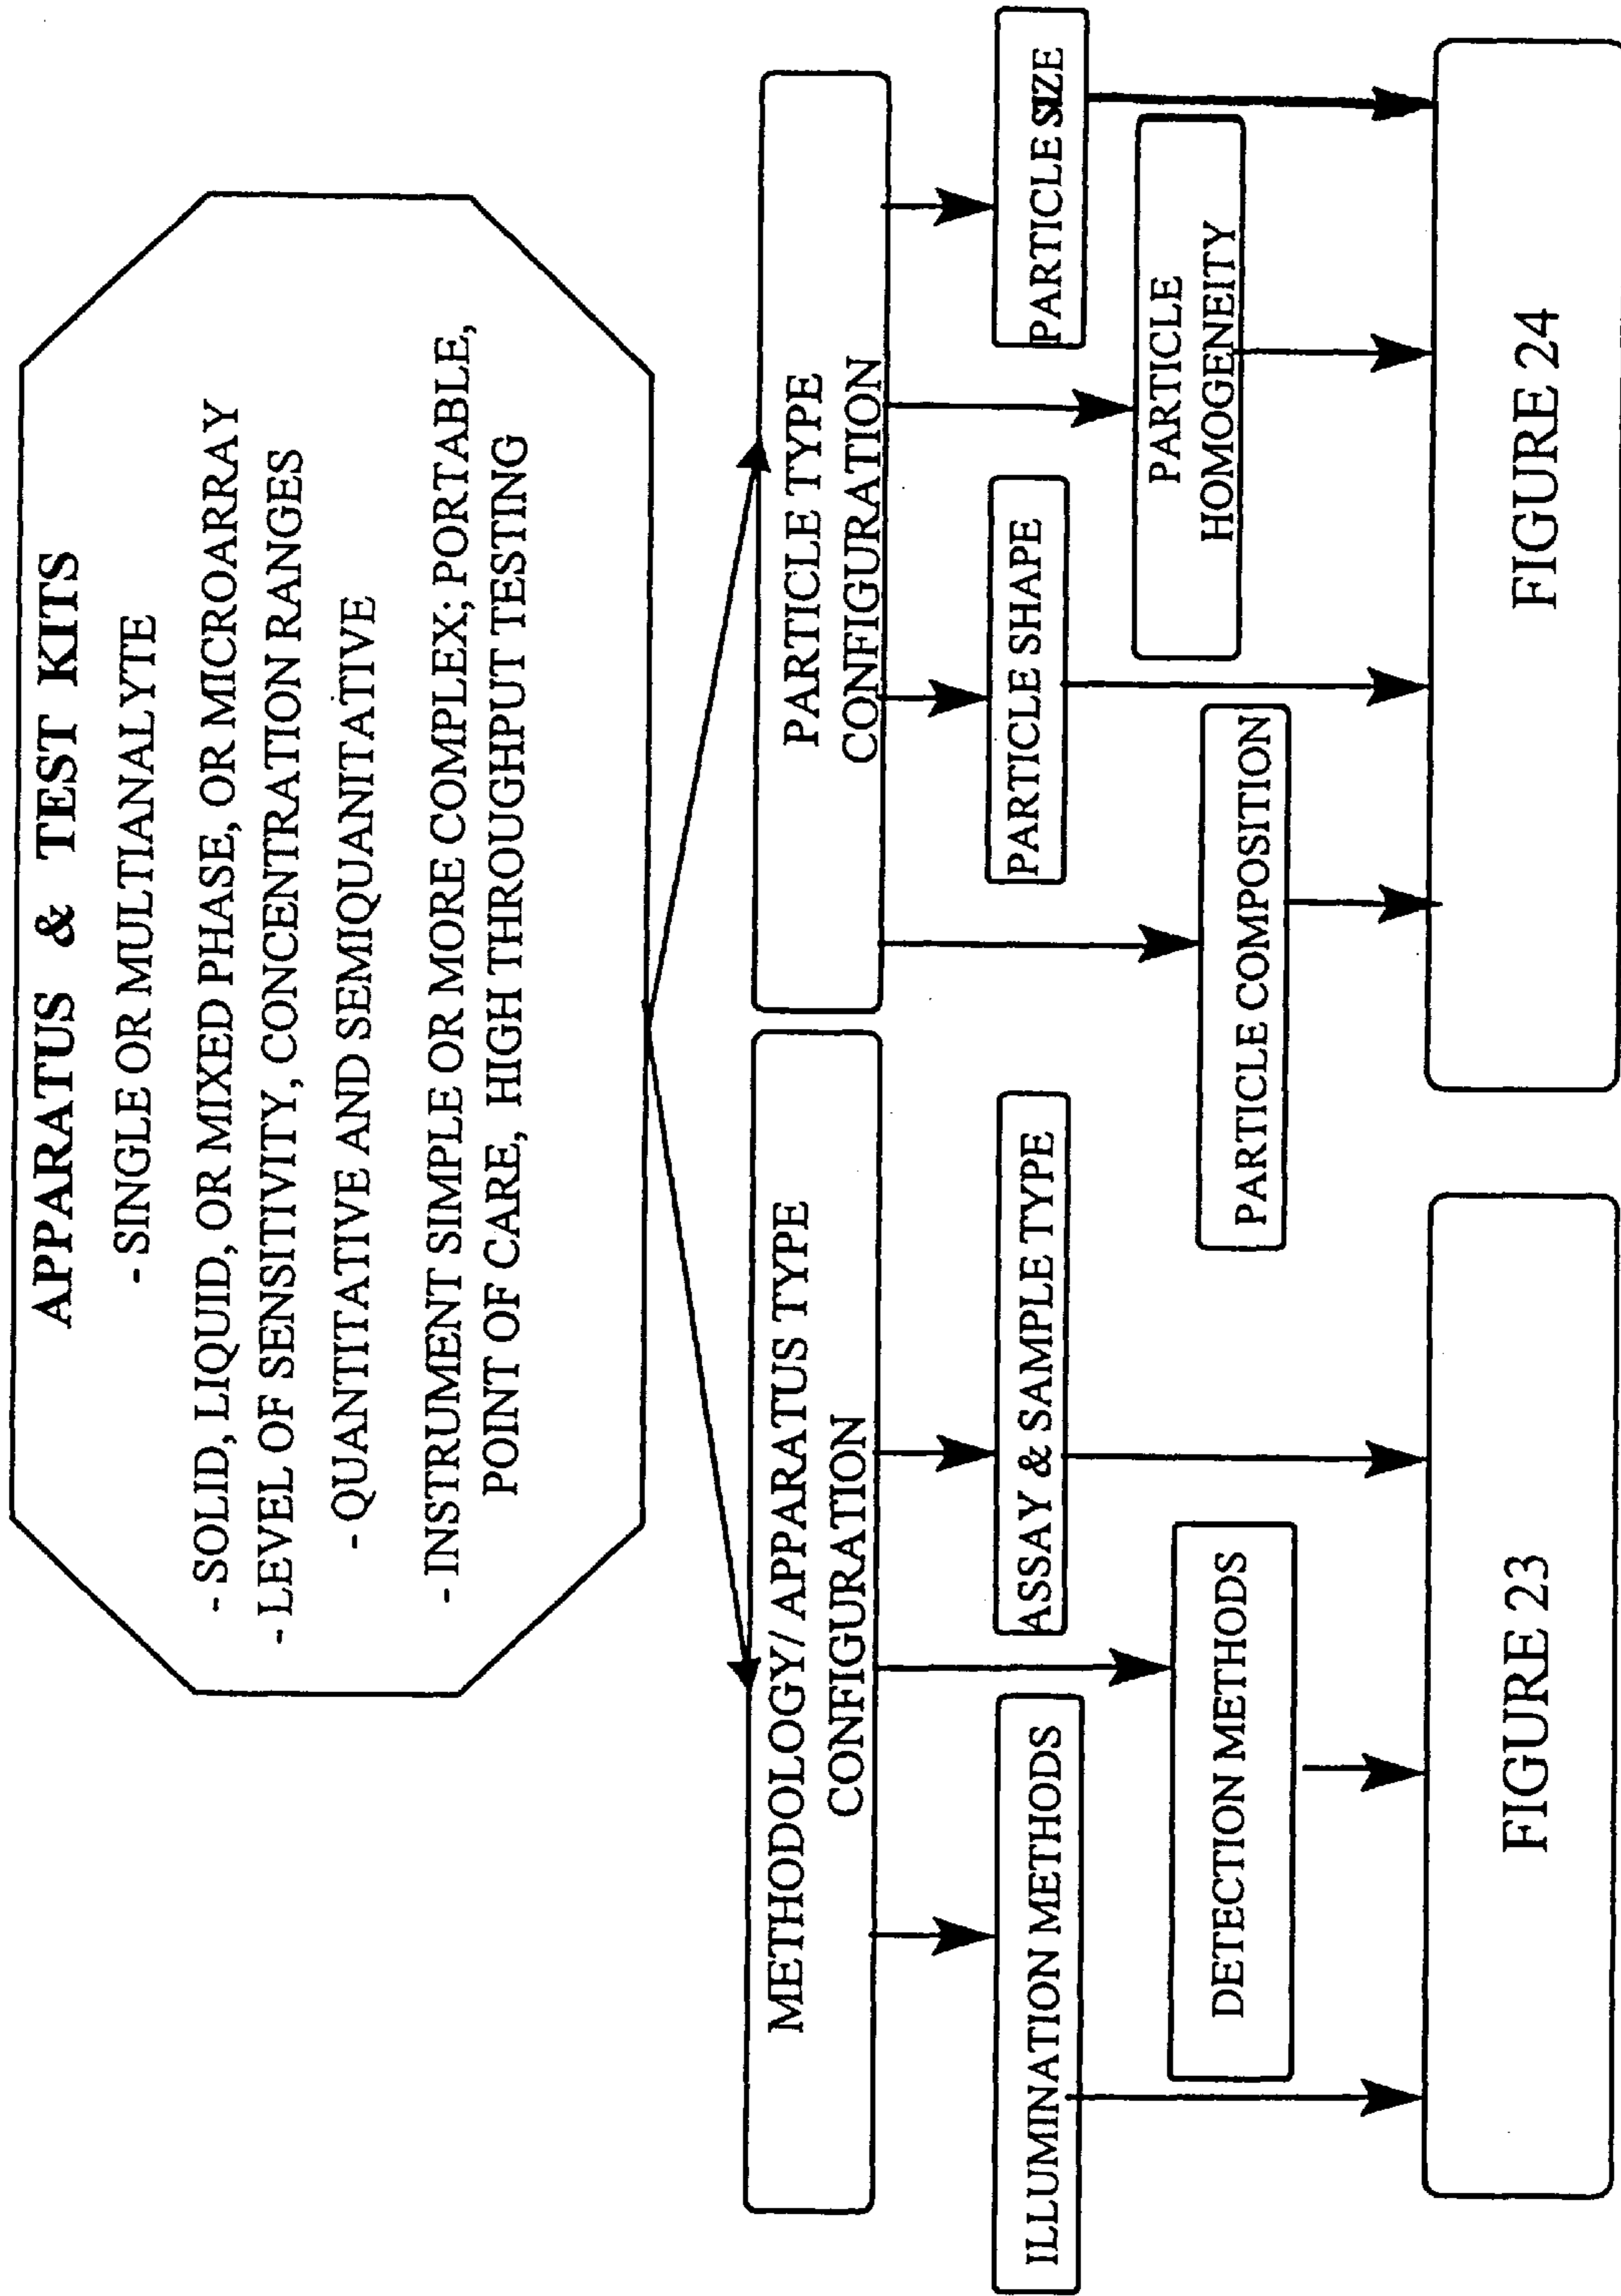 APPARATUS & TEST KITS
- SINGLE OR MULTIANALYTE
- SOLID, LIQUID, OR MIXED PHASE, OR MICROARRAY
- LEVEL OF SENSITIVITY, CONCENTRATION RANGES
- QUANTITATIVE AND SEMIQUANITATIVE
- INSTRUMENT SIMPLE OR MORE COMPLEX; PORTABLE,
POINT OF CARE, HIGH THROUGHPUT TESTING
METHODOLOGY/ APPARATUS TYPE
CONFIGURATION
ILLUMINATION METHODS
DETECTION METHODS
ASSAY & SAMPLE TYPE
FIGURE 23
PARTICLE TYPE
CONFIGURATION
PARTICLE COMPOSITION
PARTICLE SHAPE
PARTICLE
HOMOGENEITY
PARTICLE SIZE
FIGURE 24